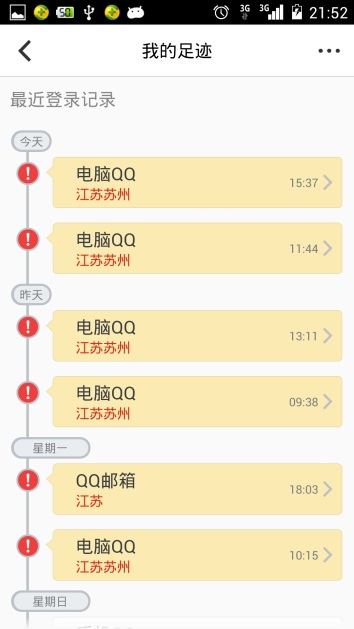 3G 3G 21:52
我的足迹
最近登录记录
今天
电脑QQ
江苏苏州
15:37
电脑QQ
江苏苏州
11:44
昨天
电脑QQ
江苏苏州
13:11
电脑QQ
江苏苏州
09:38
星期一
QQ邮箱
江苏
18:03
电脑QQ
江苏苏州
10:15
星期日